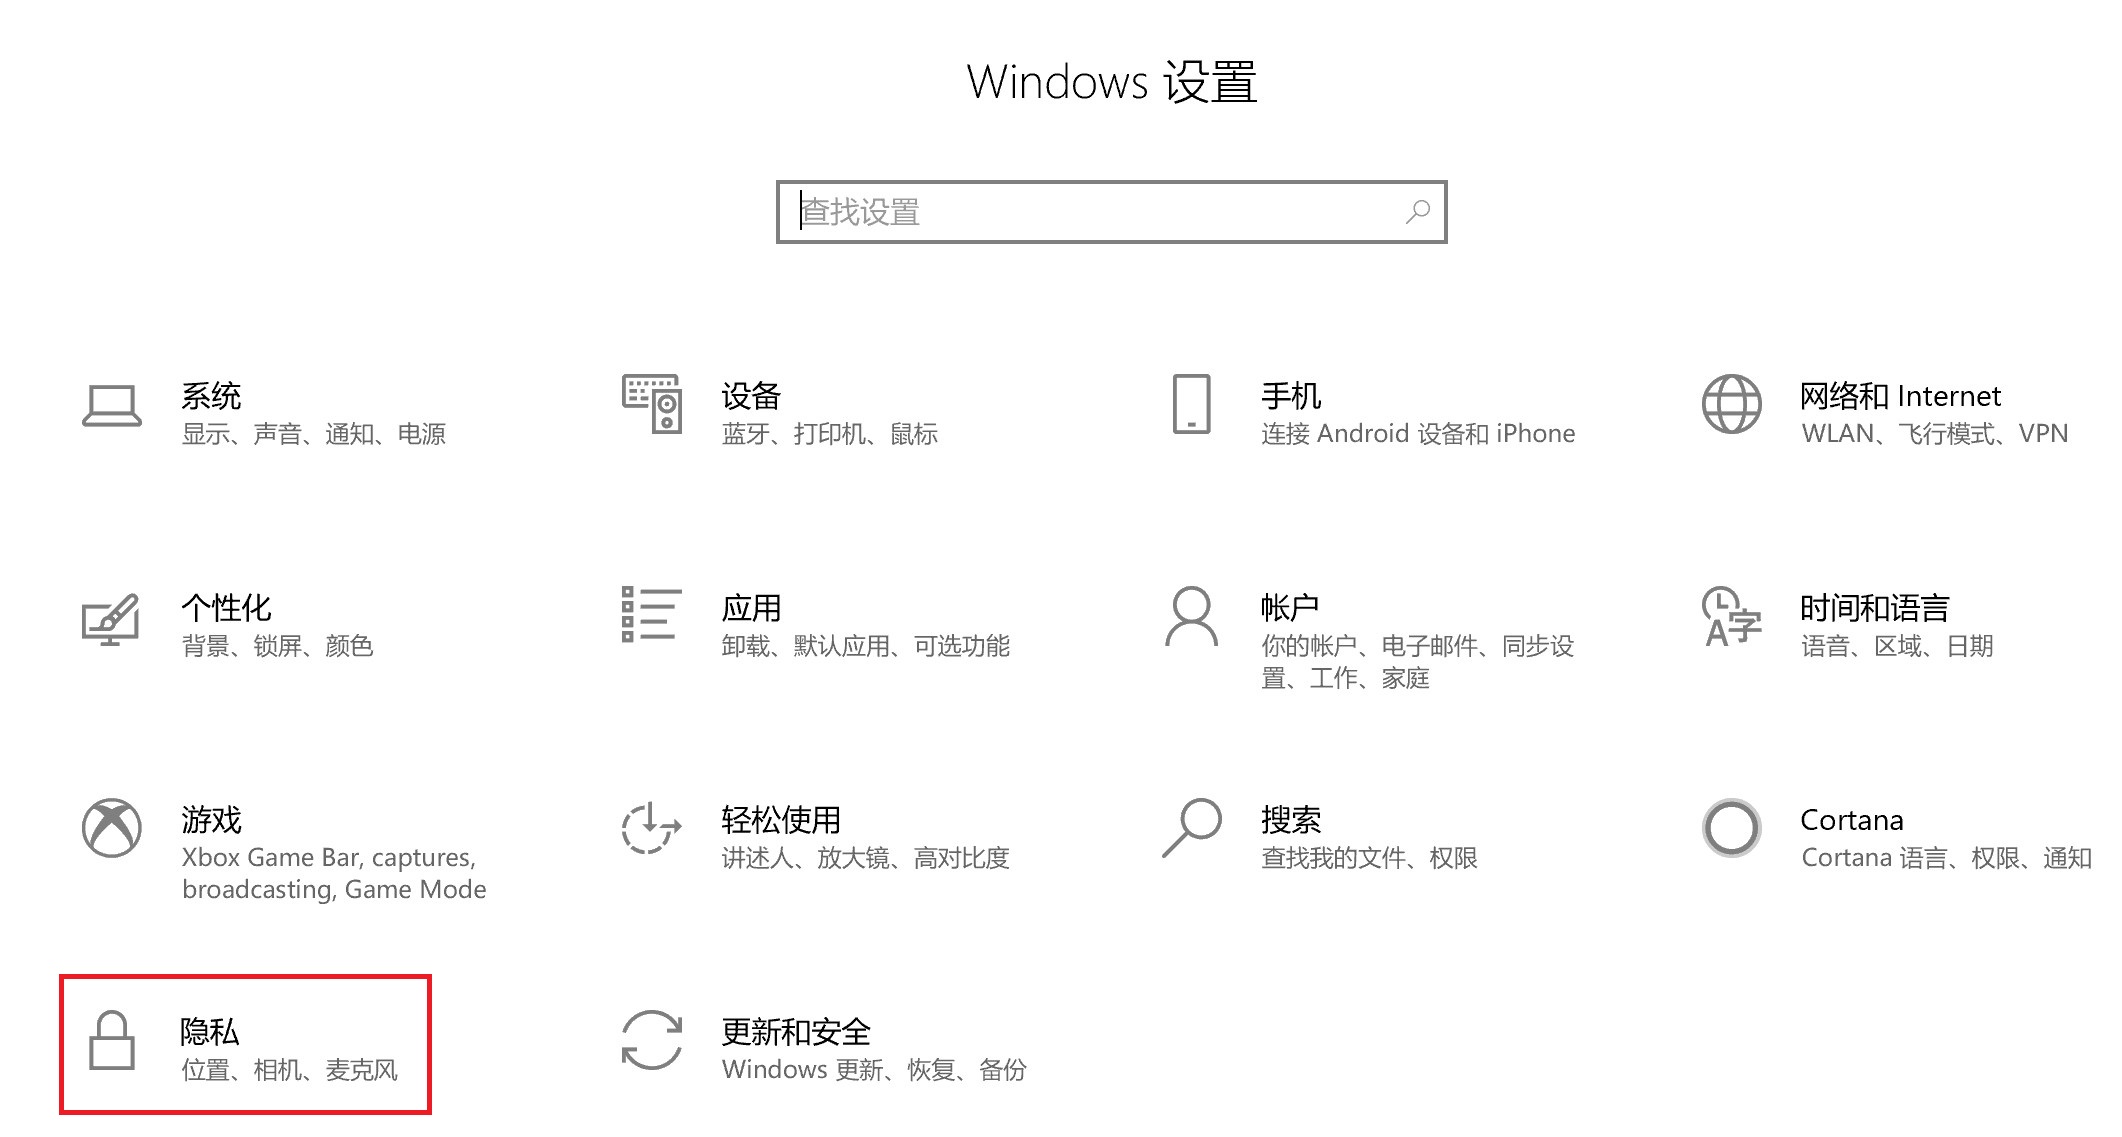 Windows 设置
查找设置
系统
显示、声音、通知、电源
设备
蓝牙、打印机、鼠标
手机
连接 Android 设备和 iPhone
网络和 Internet
WLAN、飞行模式、VPN
个性化
背景、锁屏、颜色
应用
卸载、默认应用、可选功能
帐户
你的帐户、电子邮件、同步设
置、工作、家庭
时间和语言
语音、区域、日期
游戏
Xbox Game Bar, captures,
broadcasting, Game Mode
轻松使用
讲述人、放大镜、高对比度
搜索
查找我的文件、权限
Cortana
Cortana 语言、权限、通知
隐私
位置、相机、麦克风
更新和安全
Windows 更新、恢复、备份